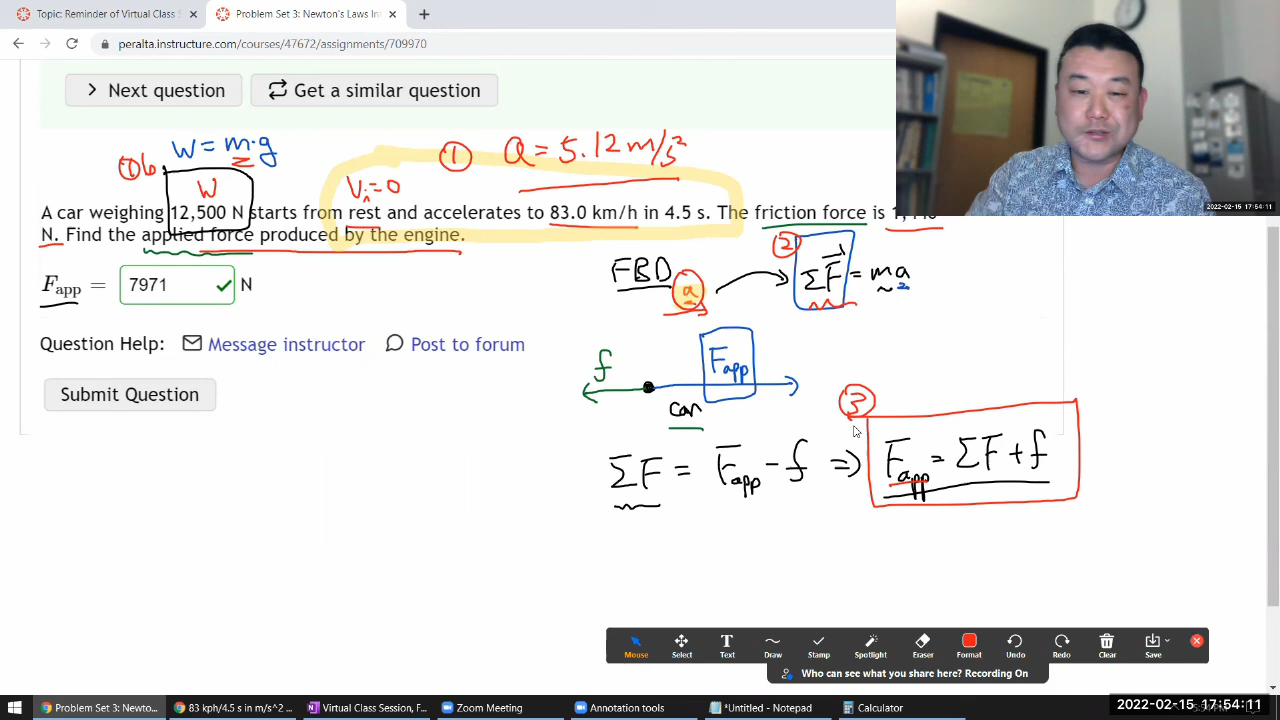 Topic: Reminder of Virtual Class S
Problem Set 3: Newton's Laws In
peralta.instructure.com/courses/47672/assignments/709970
Next question
Get a similar question
W = m·g
①b
W
① a = 5.12 m/s²
Vi = 0
A car weighing 12,500 N starts from rest and accelerates to 83.0 km/h in 4.5 s. The friction force is
N. Find the applied force produced by the engine.
Fapp = 7971 N
FBD
a
②
ΣF = ma
Question Help: Message instructor Post to forum
Submit Question
f
Fapp
car
③
ΣF = Fapp - f ⇒ Fapp = ΣF + f
Mouse Select Text Draw Stamp Spotlight Eraser Format Undo Redo Clear Save
Who can see what you share here? Recording On
Problem Set 3: Newto...
83 kph/4.5 s in m/s^2 ...
Virtual Class Session, F...
Zoom Meeting
Annotation tools
*Untitled - Notepad
Calculator
2022-02-15 17:54:11
2022-02-15 17:54:11